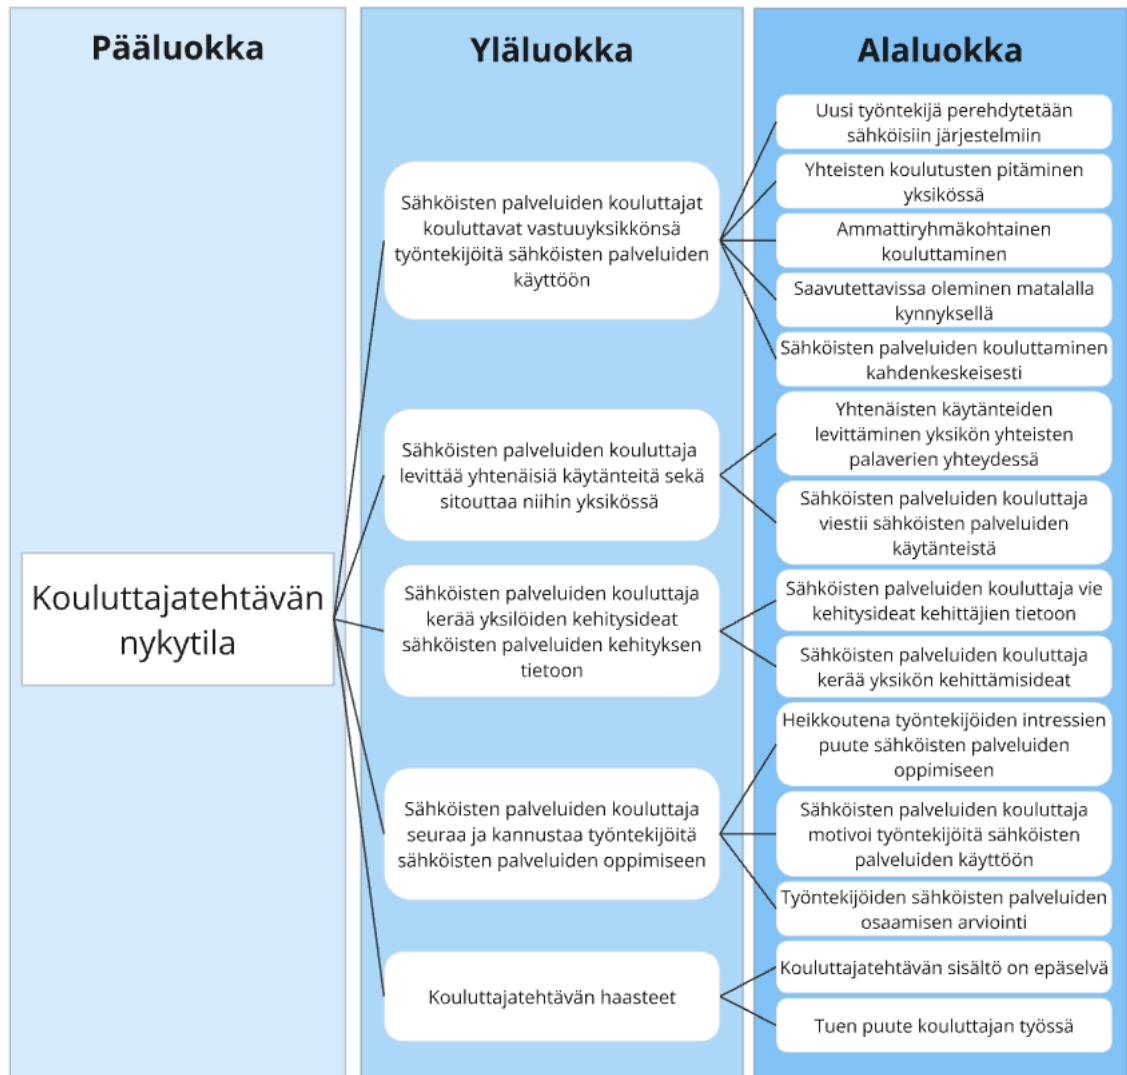 Pääluokka
Yläluokka
Alaluokka
Kouluttajatehtävän
nykytila
Sähköisten palveluiden kouluttajat
kouluttavat vastuuyksikkönsä
työntekijöitä sähköisten palveluiden
käyttöön
Sähköisten palveluiden kouluttaja
levittää yhtenäisiä käytänteitä sekä
sitouttaa niihin yksikössä
Sähköisten palveluiden kouluttaja
kerää yksilöiden kehitysideat
sähköisten palveluiden kehityksen
tietoon
Sähköisten palveluiden kouluttaja
seuraa ja kannustaa työntekijöitä
sähköisten palveluiden oppimiseen
Kouluttajatehtävän haasteet
Uusi työntekijä perehdytetään
sähköisiin järjestelmiin
Yhteisten koulutusten pitäminen
yksikössä
Ammattiryhmäkohtainen
kouluttaminen
Saavutettavissa oleminen matalalla
kynnyksellä
Sähköisten palveluiden kouluttaminen
kahdenkeskeisesti
Yhtenäisten käytänteiden
levittäminen yksikön yhteisten
palaverien yhteydessä
Sähköisten palveluiden kouluttaja
viestii sähköisten palveluiden
käytänteistä
Sähköisten palveluiden kouluttaja vie
kehitysideat kehittäjien tietoon
Sähköisten palveluiden kouluttaja
kerää yksikön kehittämisideat
Heikkoutena työntekijöiden intressien
puute sähköisten palveluiden
oppimiseen
Sähköisten palveluiden kouluttaja
motivoi työntekijöitä sähköisten
palveluiden käyttöön
Työntekijöiden sähköisten palveluiden
osaamisen arviointi
Kouluttajatehtävän sisältö on epäselvä
Tuen puute kouluttajan työssä